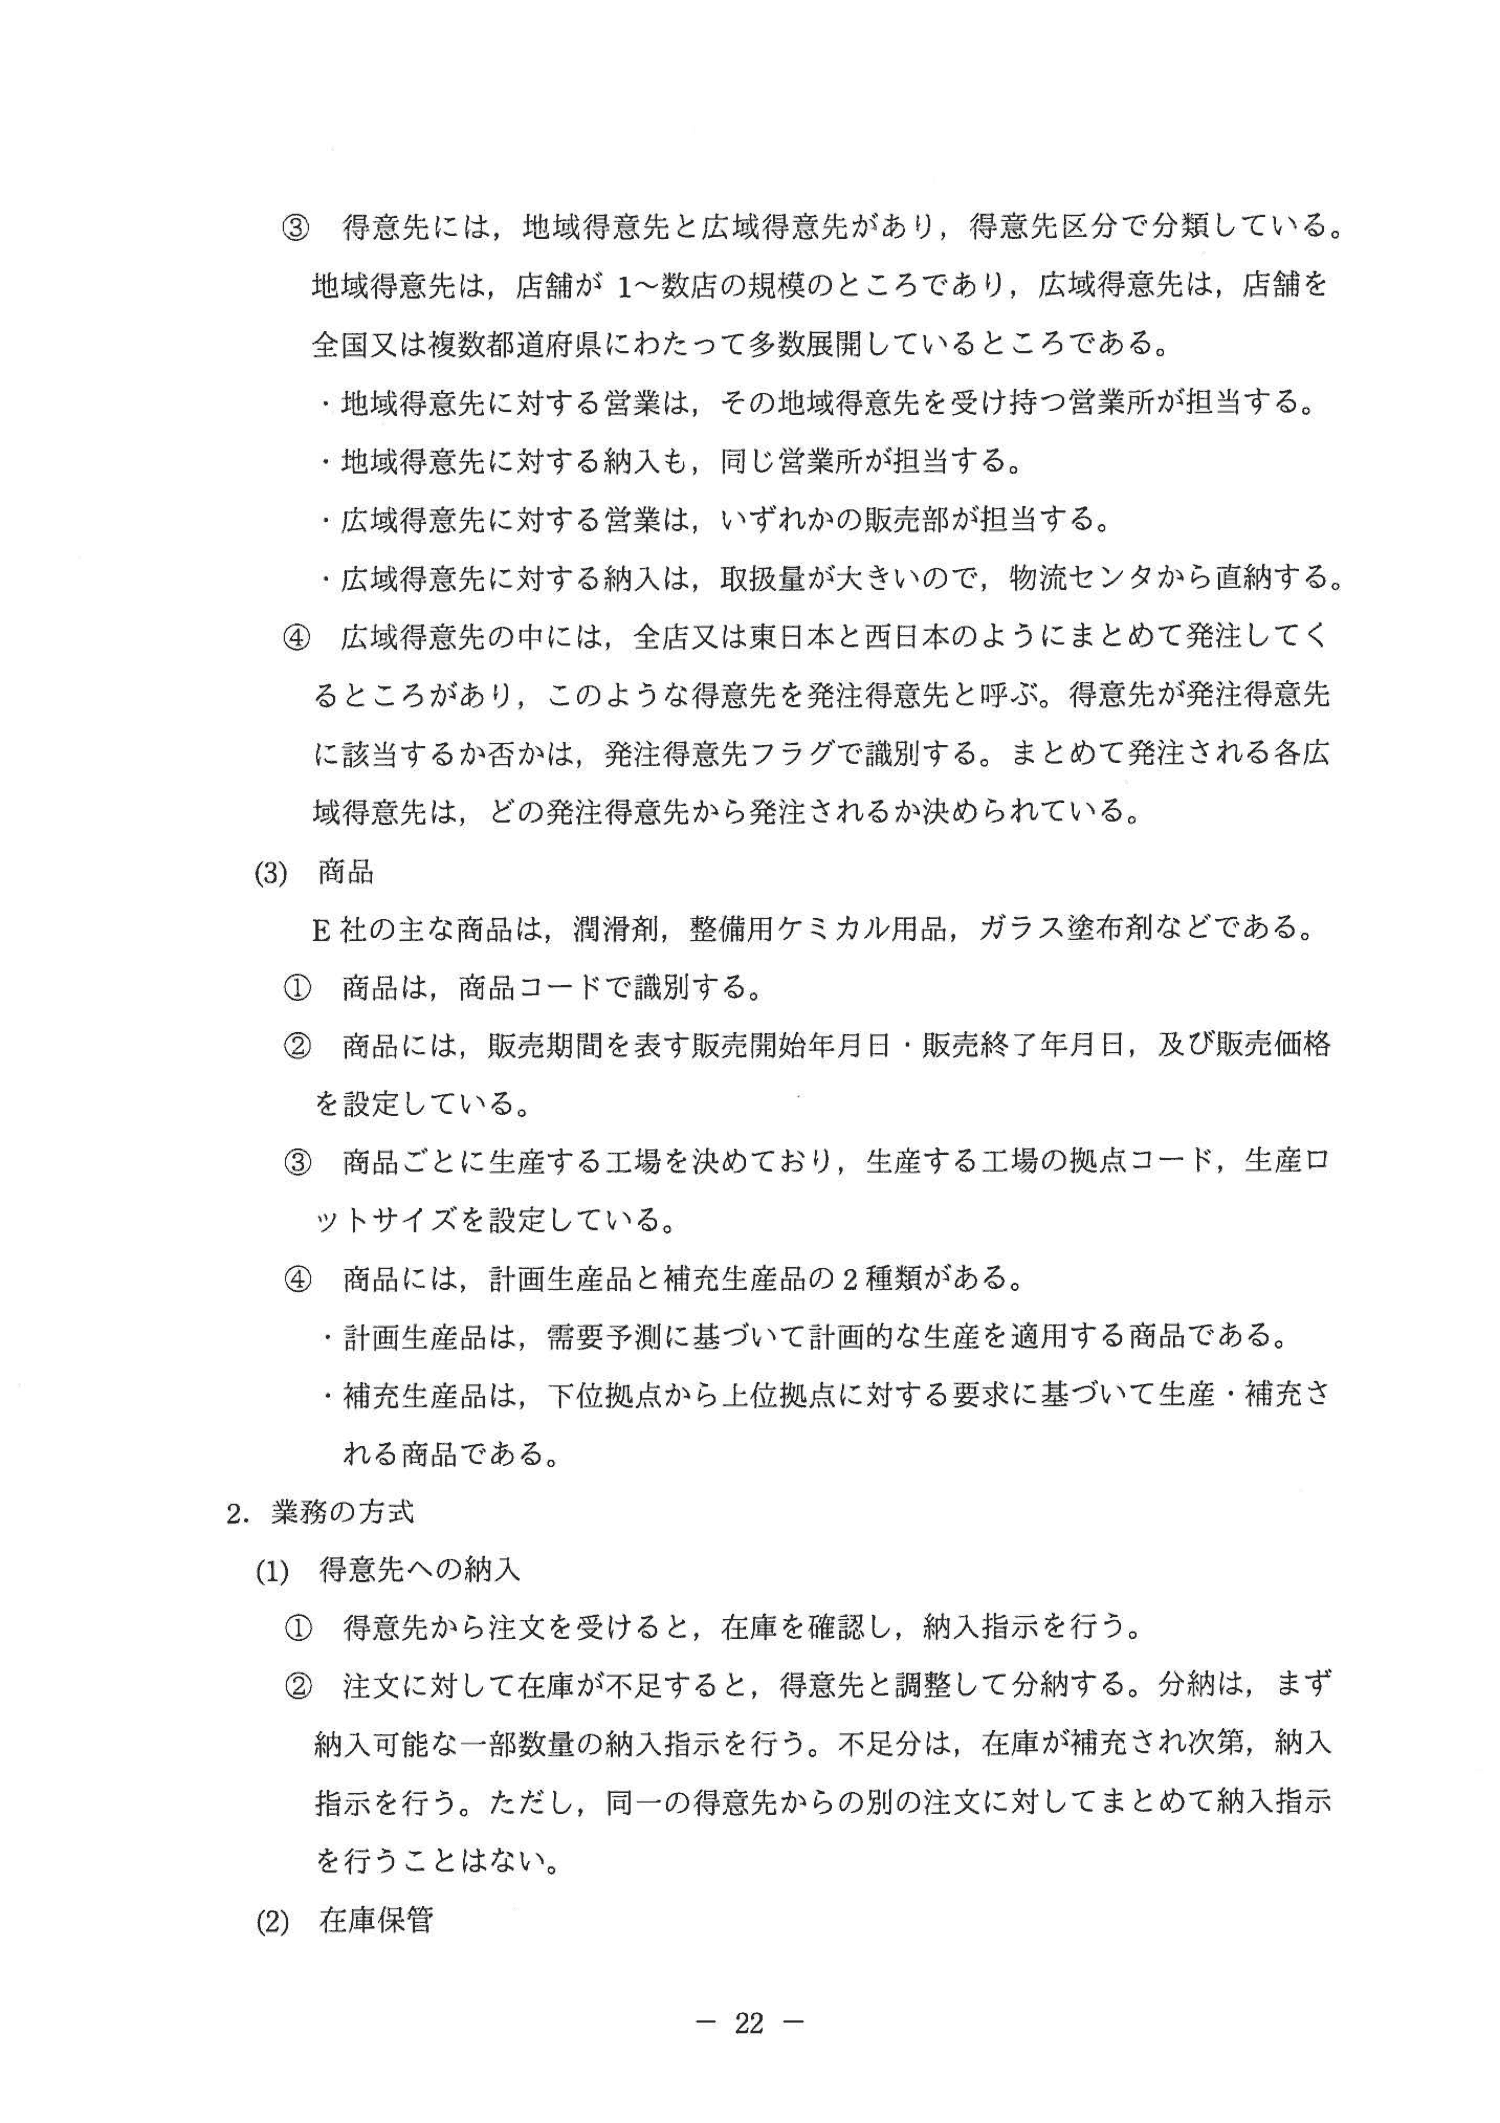 ③　得意先には，地域得意先と広域得意先があり，得意先区分で分類している。
地域得意先は，店舗が 1～数店の規模のところであり，広域得意先は，店舗を
全国又は複数都道府県にわたって多数展開しているところである。
・地域得意先に対する営業は，その地域得意先を受け持つ営業所が担当する。
・地域得意先に対する納入も，同じ営業所が担当する。
・広域得意先に対する営業は，いずれかの販売部が担当する。
・広域得意先に対する納入は，取扱量が大きいので，物流センタから直納する。
④　広域得意先の中には，全店又は東日本と西日本のようにまとめて発注してく
るところがあり，このような得意先を発注得意先と呼ぶ。得意先が発注得意先
に該当するか否かは，発注得意先フラグで識別する。まとめて発注される各広
域得意先は，どの発注得意先から発注されるか決められている。
(3)　商品
E 社の主な商品は，潤滑剤，整備用ケミカル用品，ガラス塗布剤などである。
①　商品は，商品コードで識別する。
②　商品には，販売期間を表す販売開始年月日・販売終了年月日，及び販売価格
を設定している。
③　商品ごとに生産する工場を決めており，生産する工場の拠点コード，生産ロ
ットサイズを設定している。
④　商品には，計画生産品と補充生産品の 2 種類がある。
・計画生産品は，需要予測に基づいて計画的な生産を適用する商品である。
・補充生産品は，下位拠点から上位拠点に対する要求に基づいて生産・補充さ
れる商品である。
2．業務の方式
(1)　得意先への納入
①　得意先から注文を受けると，在庫を確認し，納入指示を行う。
②　注文に対して在庫が不足すると，得意先と調整して分納する。分納は，まず
納入可能な一部数量の納入指示を行う。不足分は，在庫が補充され次第，納入
指示を行う。ただし，同一の得意先からの別の注文に対してまとめて納入指示
を行うことはない。
(2)　在庫保管
－ 22 －